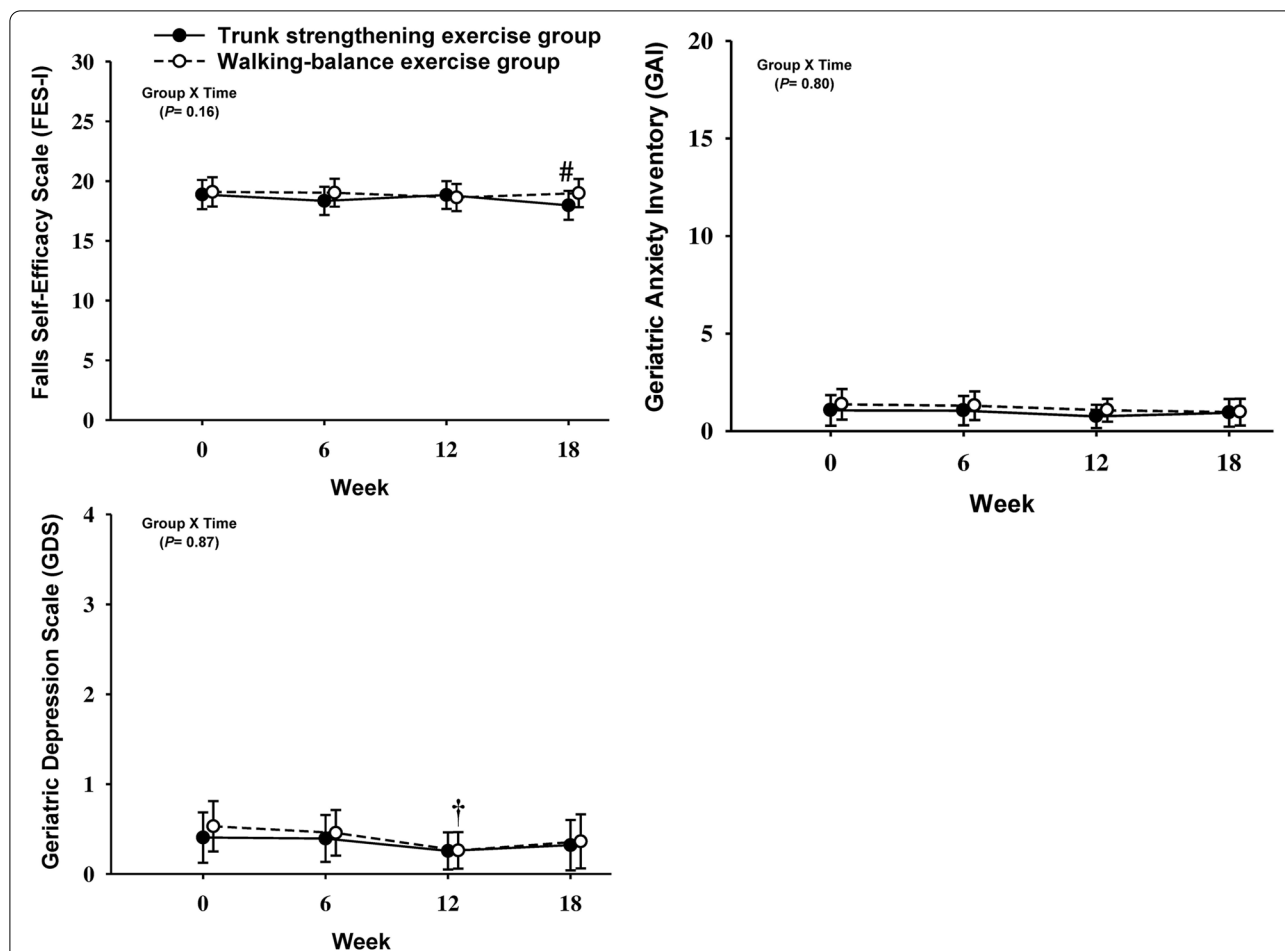 Trunk strengthening exercise group
Walking-balance exercise group
Falls Self-Efficacy Scale (FES-I)
30
25
20
15
10
5
0
Group X Time
(P= 0.16)
#
0 6 12 18
Week
Geriatric Anxiety Inventory (GAI)
20
15
10
5
0
Group X Time
(P= 0.80)
0 6 12 18
Week
Geriatric Depression Scale (GDS)
4
3
2
1
0
Group X Time
(P= 0.87)
†
0 6 12 18
Week